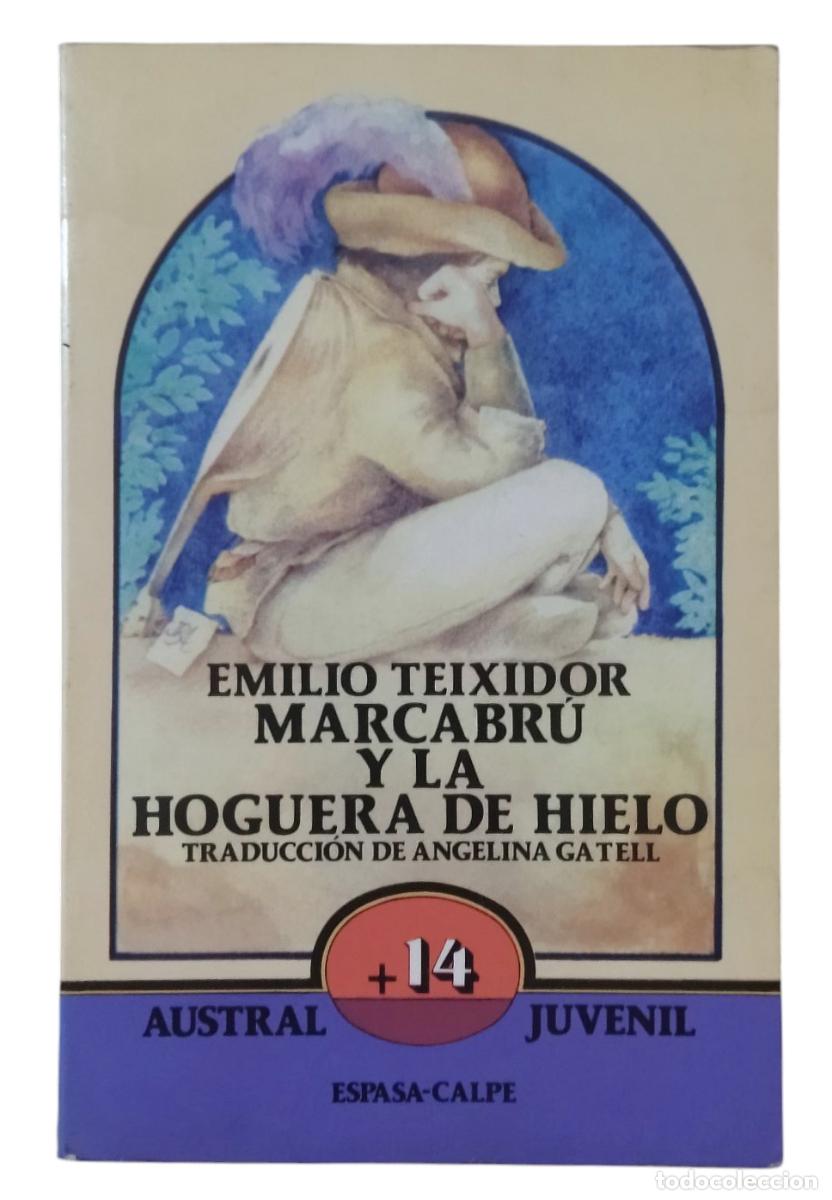 EMILIO TEIXIDOR
MARCABRÚ
Y LA
HOGUERA DE HIELO
TRADUCCIÓN DE ANGELINA GATELL
+14
AUSTRAL JUVENIL
ESPASA-CALPE
todocoleccion